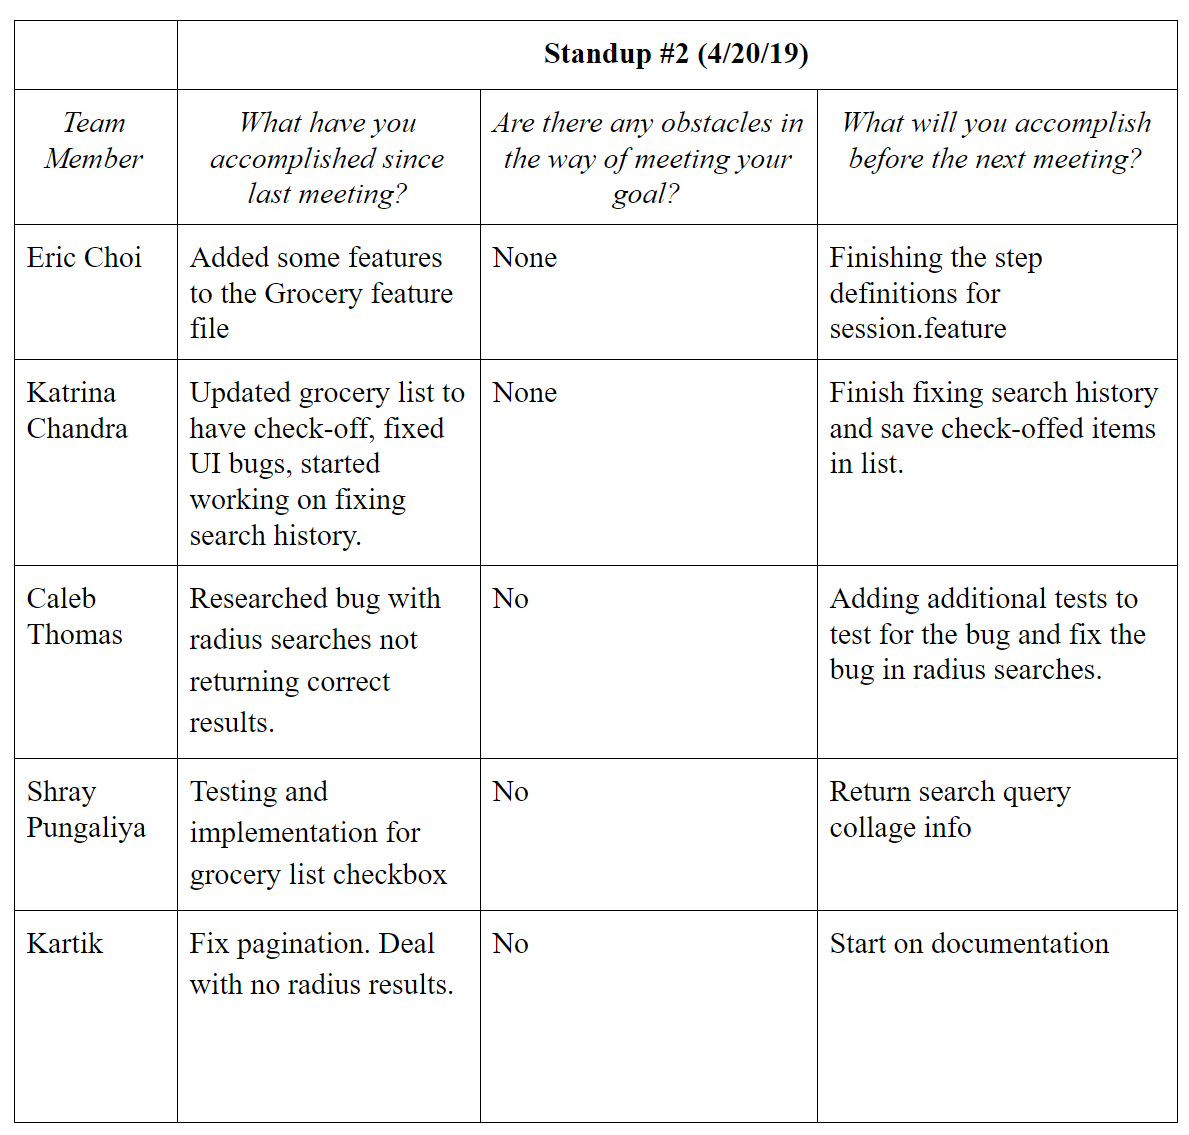 Standup #2 (4/20/19)
Team
Member
What have you
accomplished since
last meeting?
Are there any obstacles in
the way of meeting your
goal?
What will you accomplish
before the next meeting?
Eric Choi
Added some features
to the Grocery feature
file
None
Finishing the step
definitions for
session.feature
Katrina
Chandra
Updated grocery list to
have check-off, fixed
UI bugs, started
working on fixing
search history.
None
Finish fixing search history
and save check-offed items
in list.
Caleb
Thomas
Researched bug with
radius searches not
returning correct
results.
No
Adding additional tests to
test for the bug and fix the
bug in radius searches.
Shray
Pungaliya
Testing and
implementation for
grocery list checkbox
No
Return search query
collage info
Kartik
Fix pagination. Deal
with no radius results.
No
Start on documentation